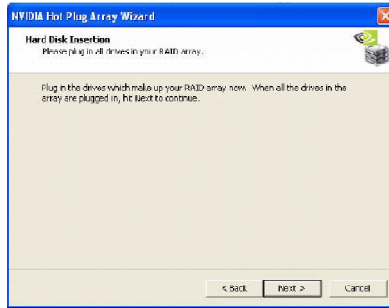 NVIDIA Hot Plug Array Wizard
Hard Disk Insertion
Please plug in all drives in your RAID array.
Plug in the drives which make up your RAID array now. When all the drives in the
array are plugged in, hit Next to continue.
< Back Next > Cancel